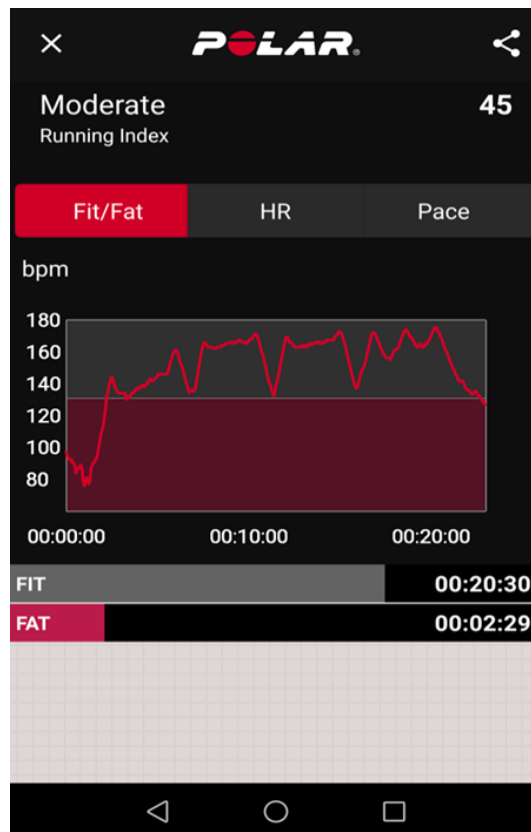 POLAR®
Moderate 45
Running Index
Fit/Fat HR Pace
bpm
180
160
140
120
100
80
00:00:00 00:10:00 00:20:00
FIT 00:20:30
FAT 00:02:29